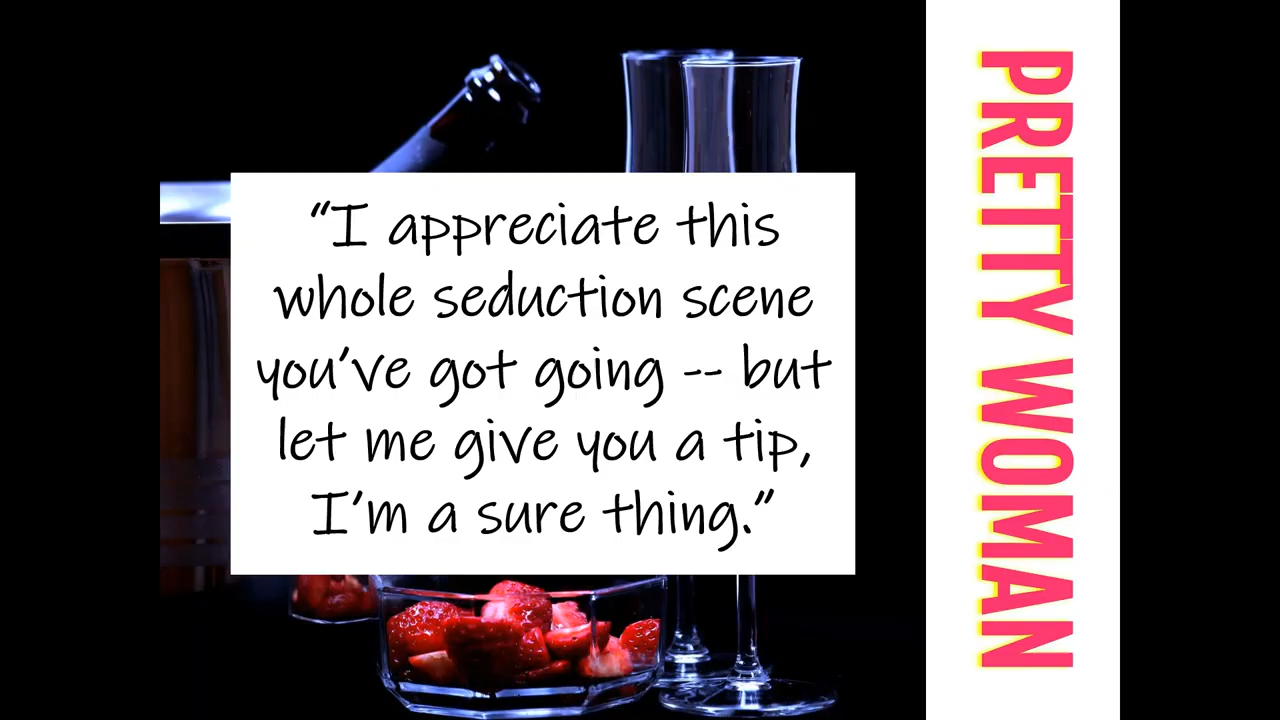 “I appreciate this
whole seduction scene
you’ve got going -- but
let me give you a tip,
I’m a sure thing.”
PRETTY WOMAN